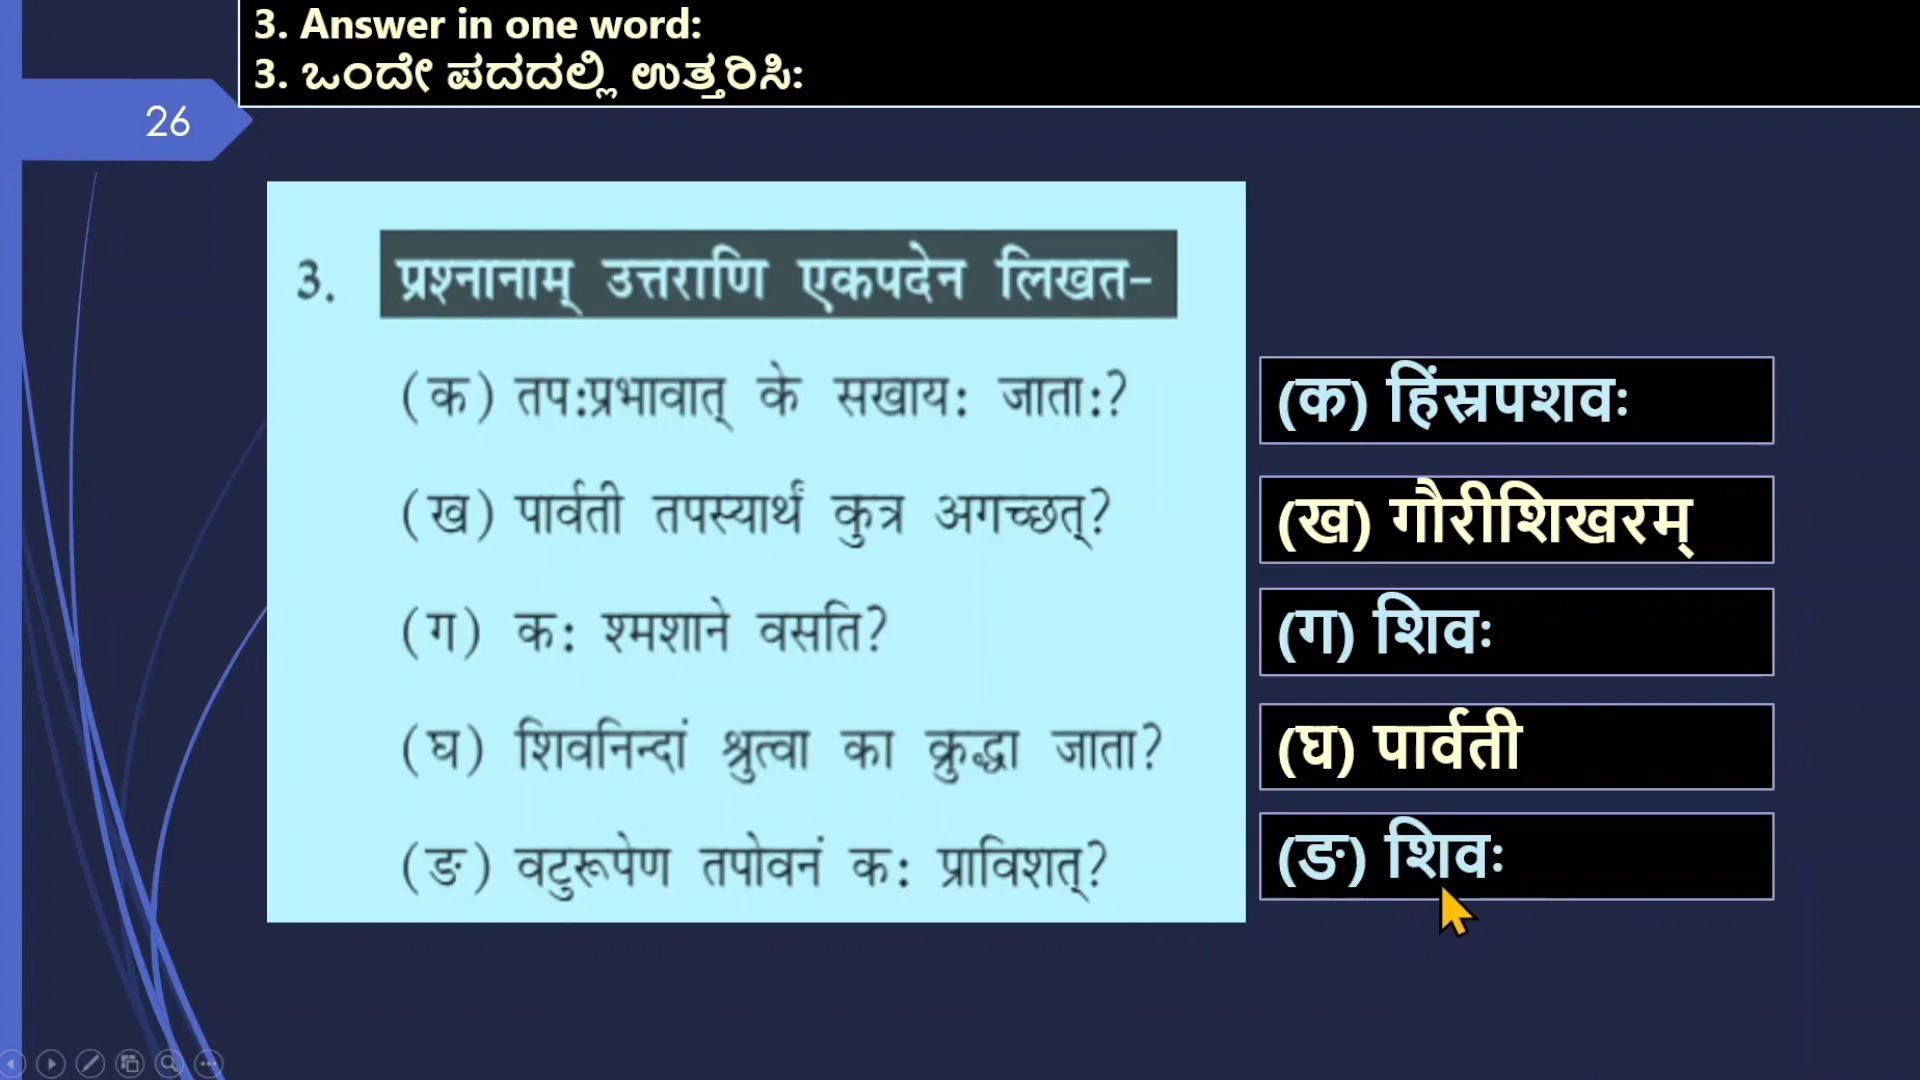 3. Answer in one word:
3. ಒಂದೇ ಪದದಲ್ಲಿ ಉತ್ತರಿಸಿ:
26
3. प्रश्नानाम् उत्तराणि एकपदेन लिखत-
(क) तप:प्रभावात् के सखाय: जाता:?
(क) हिंस्रपशवः
(ख) पार्वती तपस्यार्थं कुत्र अगच्छत्?
(ख) गौरीशिखरम्
(ग) क: श्मशाने वसति?
(ग) शिवः
(घ) शिवनिन्दां श्रुत्वा का क्रुद्धा जाता?
(घ) पार्वती
(ङ) वटुरूपेण तपोवनं क: प्राविशत्?
(ङ) शिवः